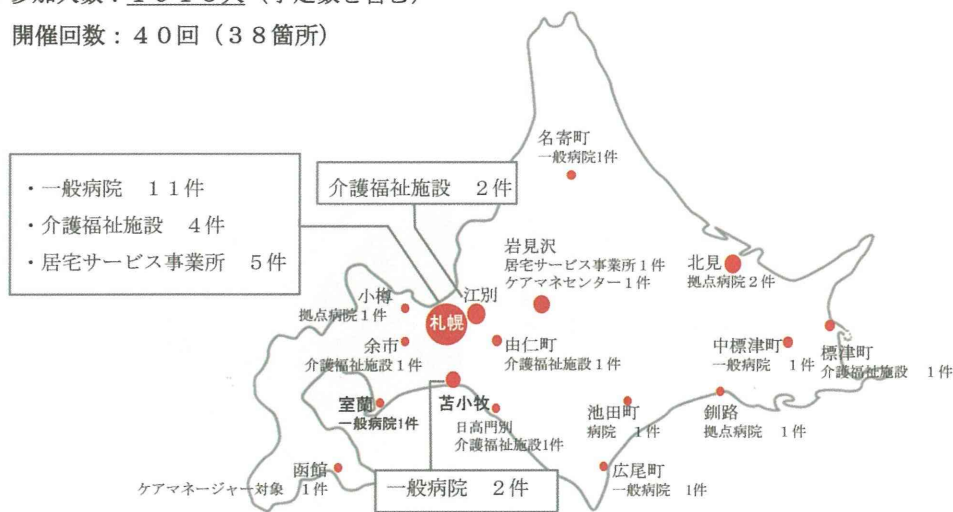 開催回数：４０回（３８箇所）
名寄町
一般病院1件
・一般病院　１１件
・介護福祉施設　４件
・居宅サービス事業所　５件
介護福祉施設　２件
岩見沢
居宅サービス事業所１件
ケアマネセンター１件
北見
拠点病院２件
小樽
拠点病院１件
江別
札幌
余市
介護福祉施設１件
由仁町
介護福祉施設１件
中標津町
一般病院　１件
標津町
介護福祉施設　１件
室蘭
一般病院1件
苫小牧
日高門別
介護福祉施設1件
池田町
病院　１件
釧路
拠点病院　１件
函館
ケアマネージャー対象　１件
一般病院　２件
広尾町
一般病院　1件